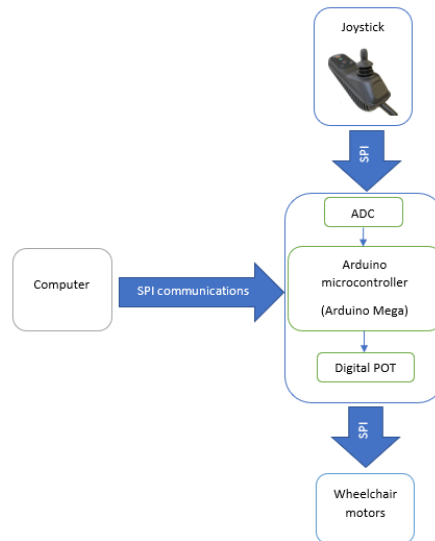 Joystick
SPI
ADC
Arduino
microcontroller
(Arduino Mega)
Computer
SPI communications
Digital POT
SPI
Wheelchair
motors